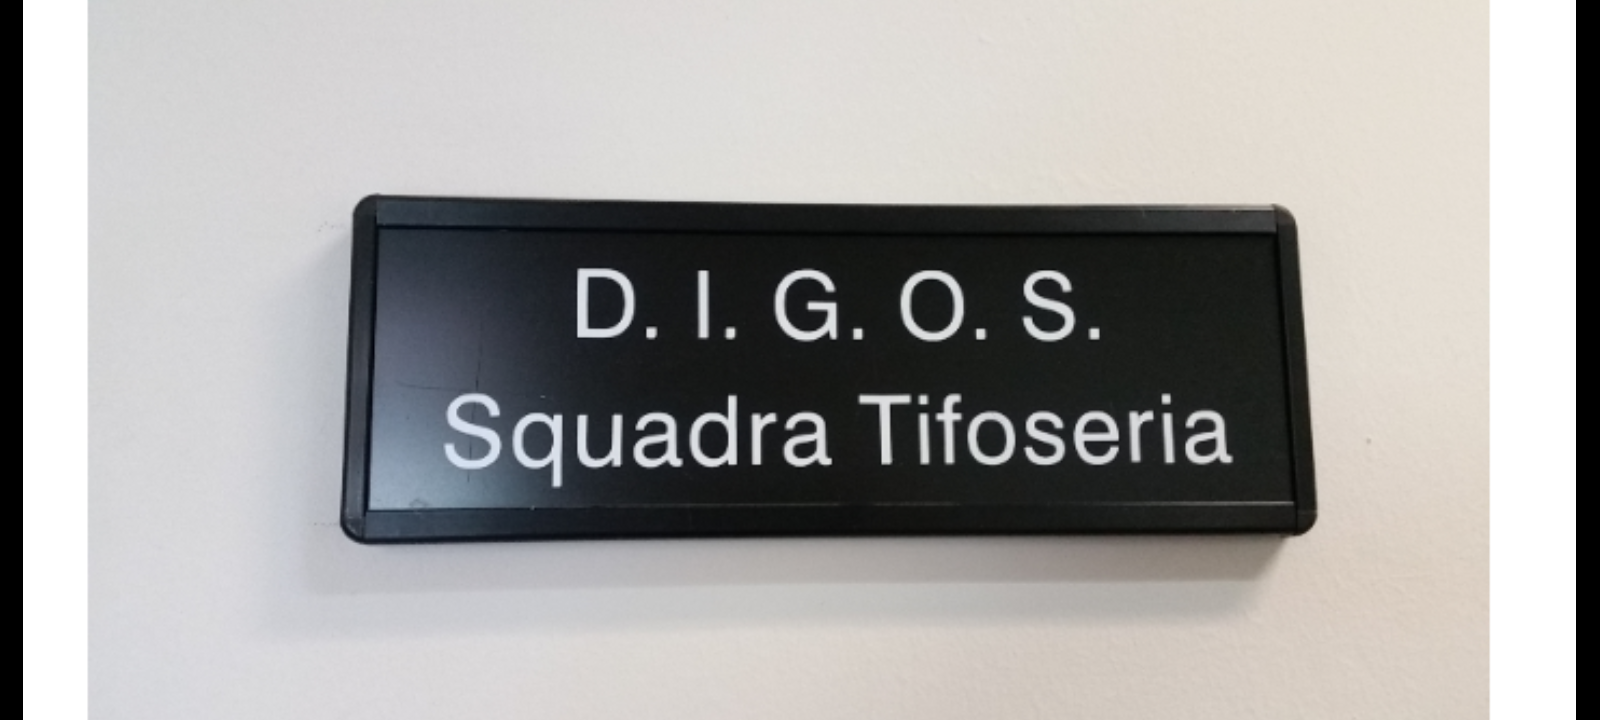 D. I. G. O. S.
Squadra Tifoseria